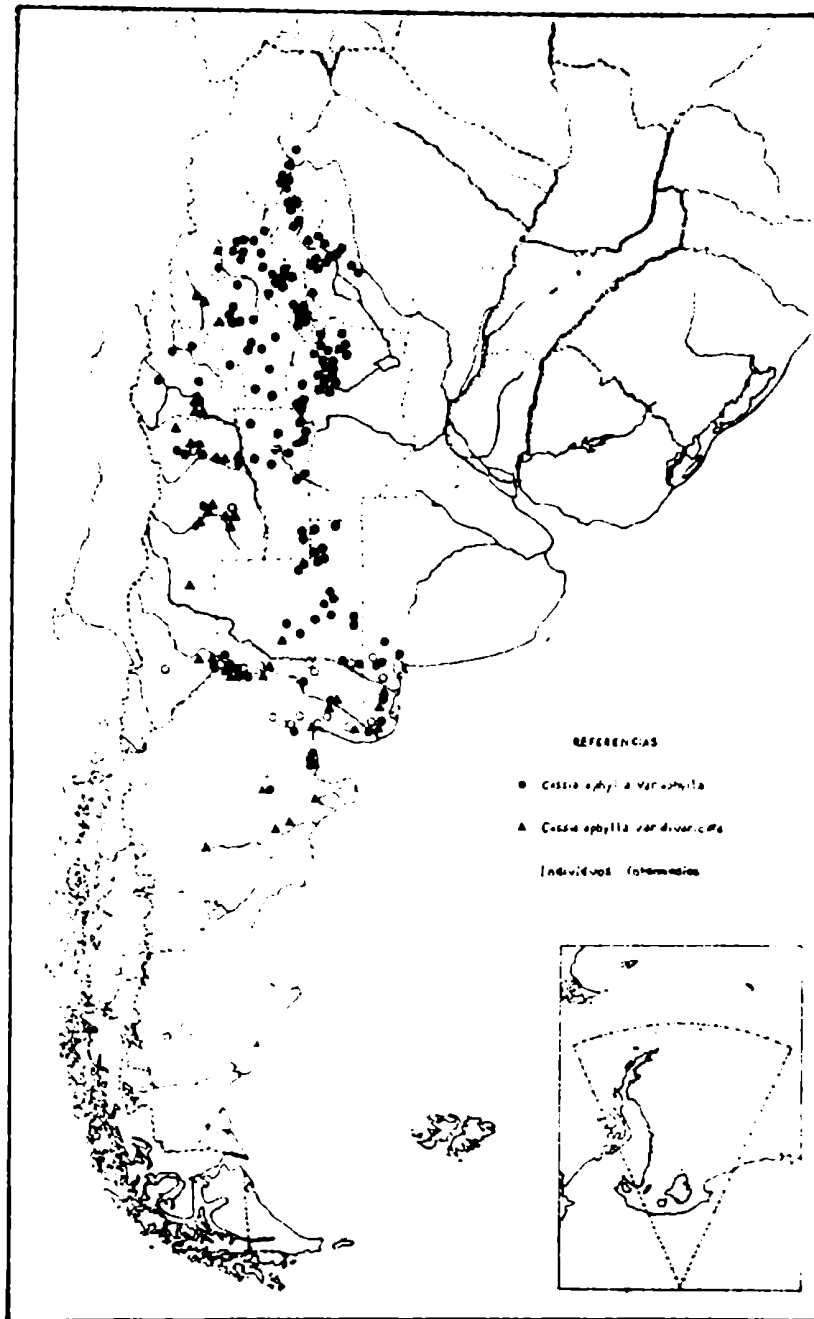 REFERENCIAS
Cassia aphylla var aphylla
Cassia aphylla var divaricata
Individuos intermedios